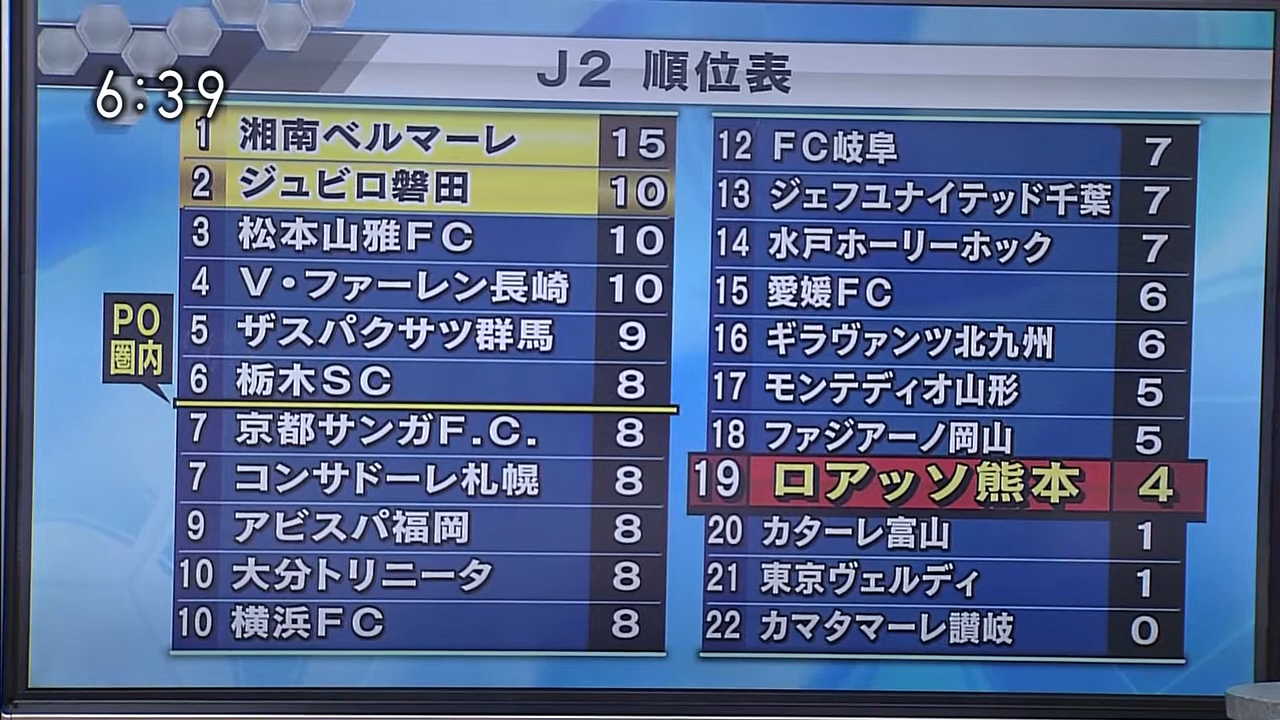 J2 順位表
6:39
1 湘南ベルマーレ 15
2 ジュビロ磐田 10
3 松本山雅FC 10
4 V・ファーレン長崎 10
5 ザスパクサツ群馬 9
PO
圏内
6 栃木SC 8
7 京都サンガF.C. 8
7 コンサドーレ札幌 8
9 アビスパ福岡 8
10 大分トリニータ 8
10 横浜FC 8
12 FC岐阜 7
13 ジェフユナイテッド千葉 7
14 水戸ホーリーホック 7
15 愛媛FC 6
16 ギラヴァンツ北九州 6
17 モンテディオ山形 5
18 ファジアーノ岡山 5
19 ロアッソ熊本 4
20 カターレ富山 1
21 東京ヴェルディ 1
22 カマタマーレ讃岐 0